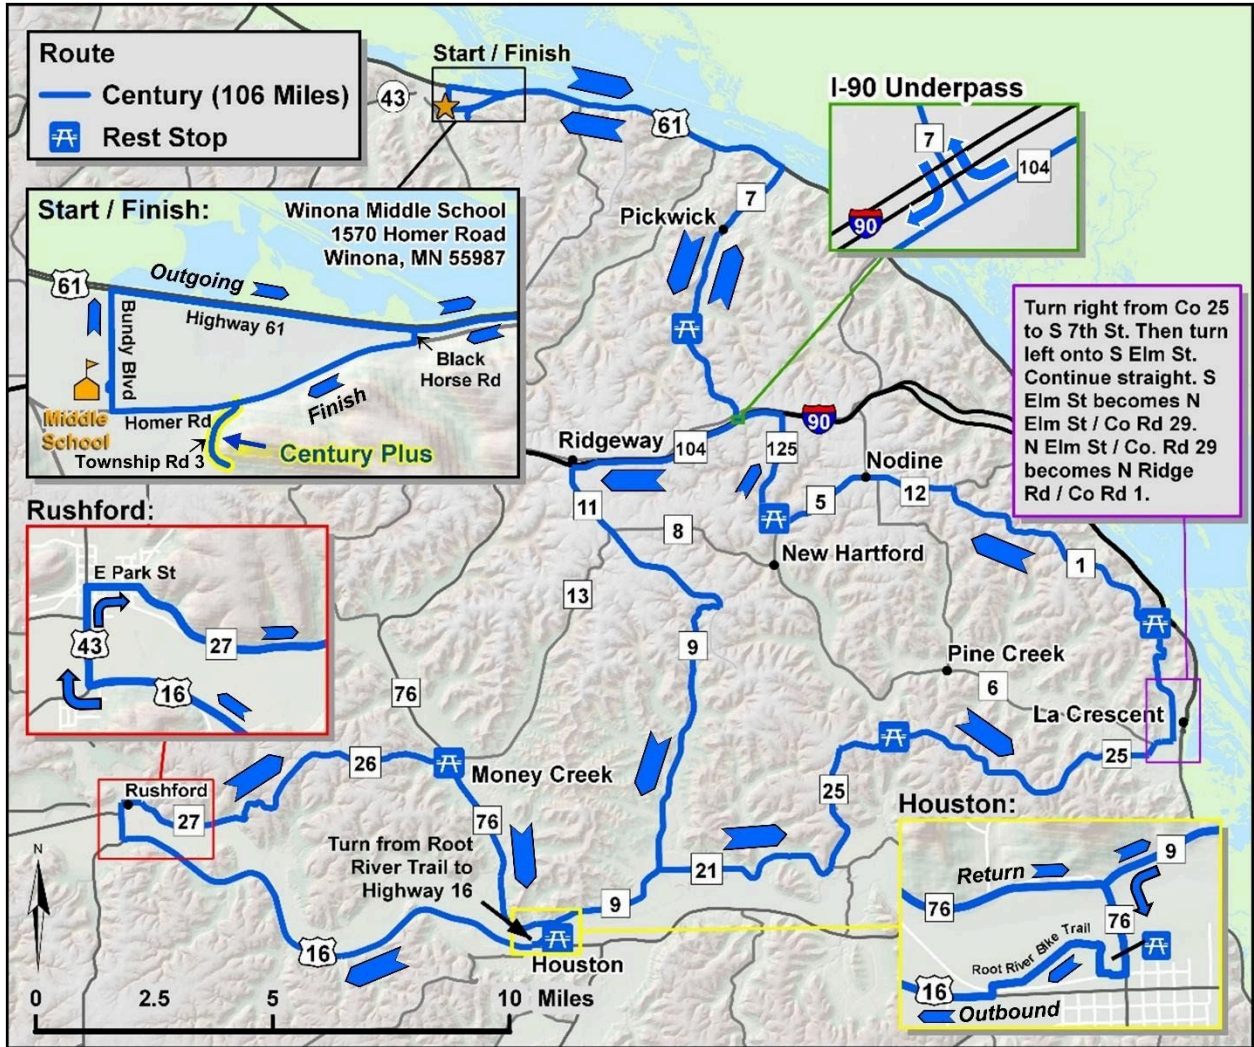 Route
Century (106 Miles)
Rest Stop
Start / Finish
43
61
I-90 Underpass
7
104
90
7
Pickwick
Start / Finish:
Winona Middle School
1570 Homer Road
Winona, MN 55987
61
Outgoing
Highway 61
Bundy Blvd
Black
Horse Rd
Middle
School
Homer Rd
Finish
Township Rd 3
Century Plus
Turn right from Co 25
to S 7th St. Then turn
left onto S Elm St.
Continue straight. S
Elm St becomes N
Elm St / Co Rd 29.
N Elm St / Co. Rd 29
becomes N Ridge
Rd / Co Rd 1.
90
Ridgeway
104
125
Nodine
11
5
12
8
New Hartford
1
13
9
Pine Creek
6
76
La Crescent
Rushford:
E Park St
43
27
16
26
Money Creek
25
25
Rushford
27
76
Turn from Root
River Trail to
Highway 16
21
9
16
Houston
Houston:
9
Return
76
76
Root River Bike Trail
16
Outbound
N
0 2.5 5 10 Miles